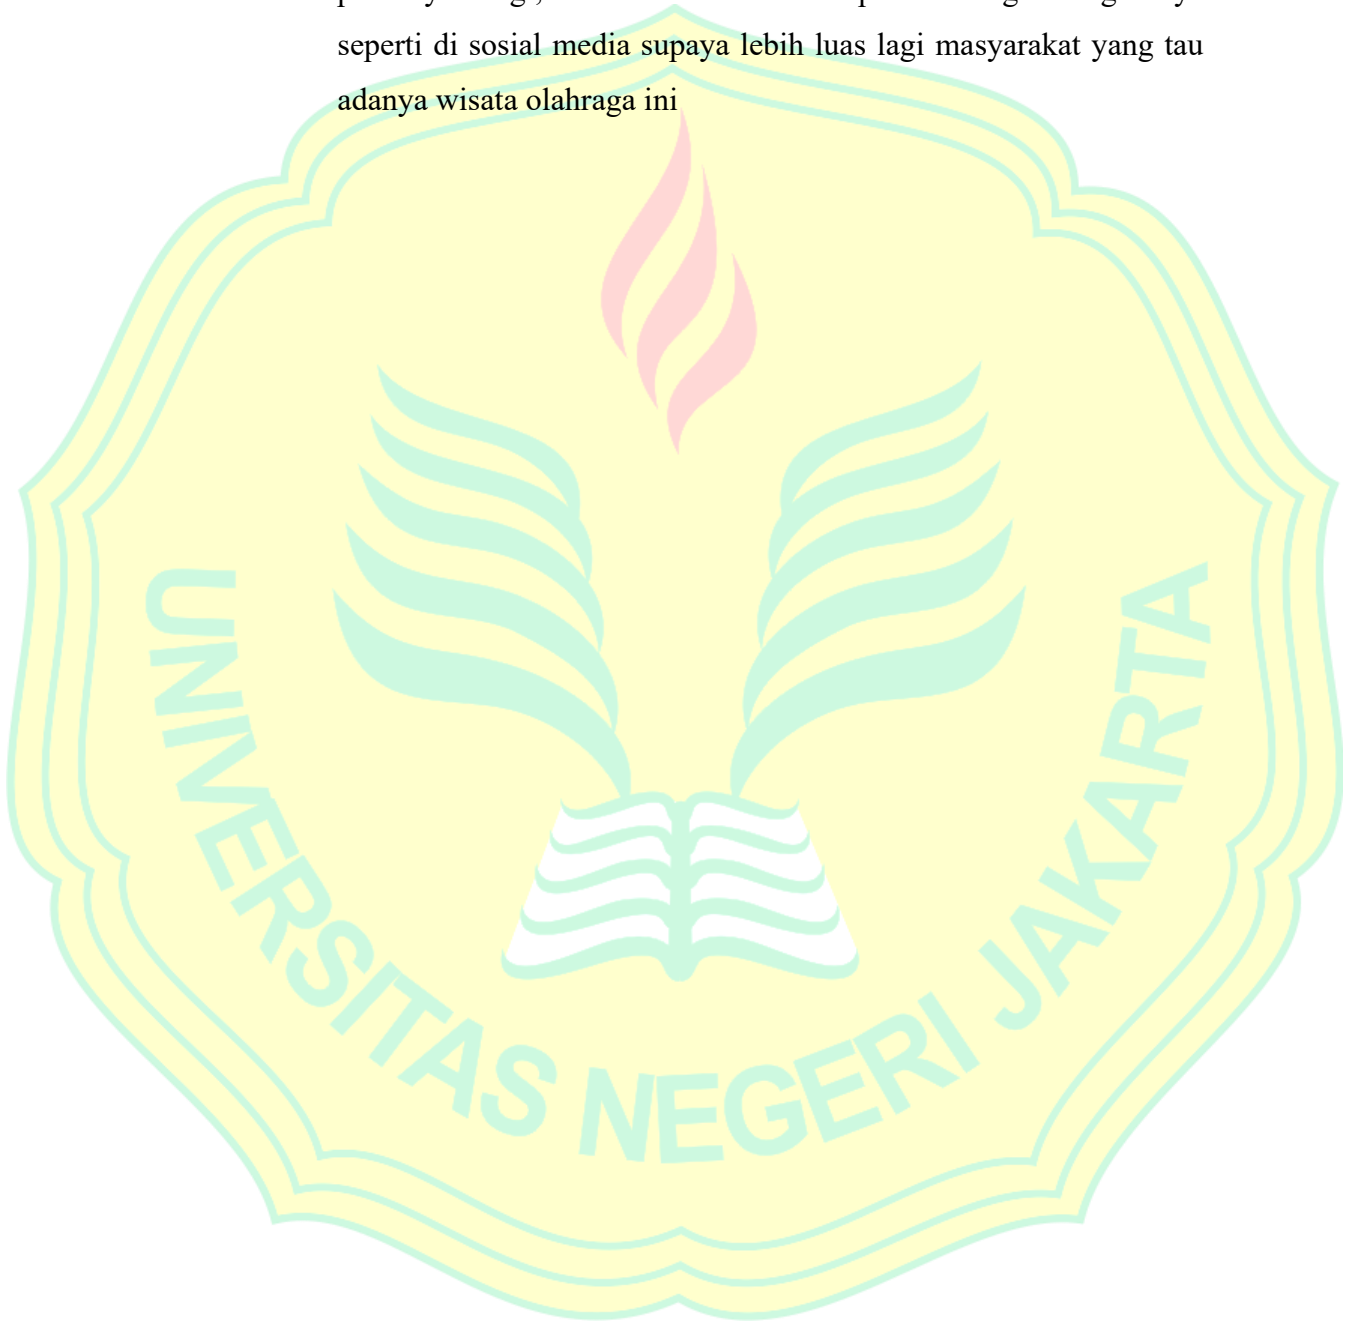 seperti di sosial media supaya lebih luas lagi masyarakat yang tau
adanya wisata olahraga ini
UNIVERSITAS NEGERI JAKARTA